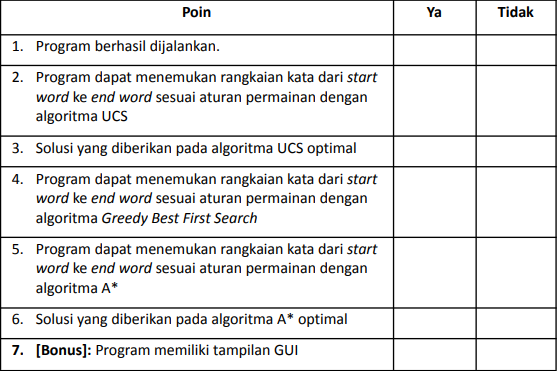 Poin Ya Tidak
1. Program berhasil dijalankan.
2. Program dapat menemukan rangkaian kata dari start
word ke end word sesuai aturan permainan dengan
algoritma UCS
3. Solusi yang diberikan pada algoritma UCS optimal
4. Program dapat menemukan rangkaian kata dari start
word ke end word sesuai aturan permainan dengan
algoritma Greedy Best First Search
5. Program dapat menemukan rangkaian kata dari start
word ke end word sesuai aturan permainan dengan
algoritma A*
6. Solusi yang diberikan pada algoritma A* optimal
7. [Bonus]: Program memiliki tampilan GUI